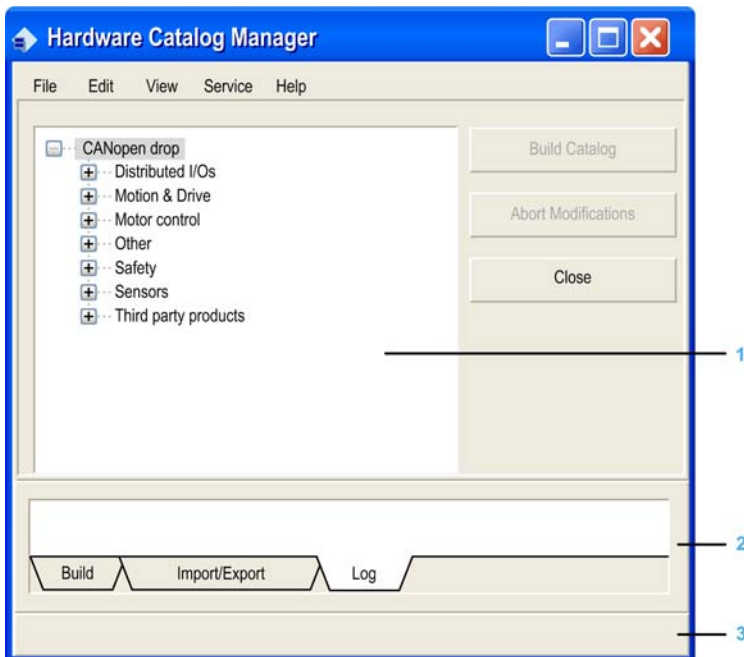 Hardware Catalog Manager
File Edit View Service Help
CANopen drop
Distributed I/Os
Motion & Drive
Motor control
Other
Safety
Sensors
Third party products
Build Catalog
Abort Modifications
Close
1
2
Build Import/Export Log
3